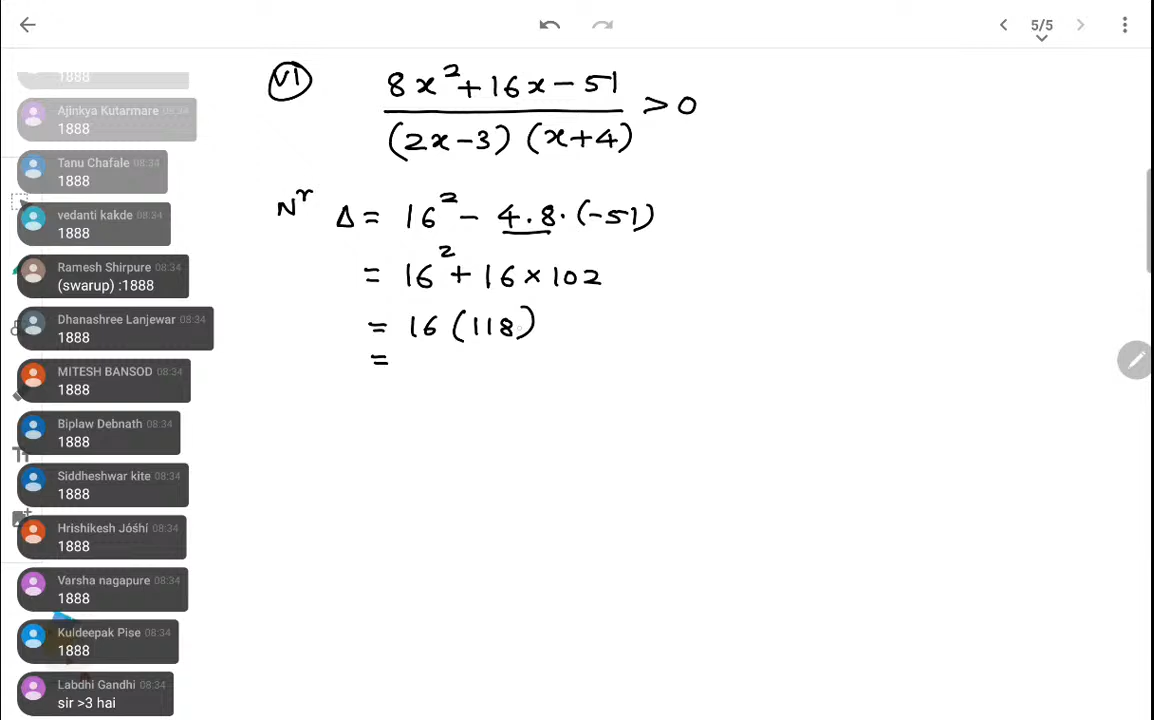 5/5
1888
Ajinkya Kutarmare 08:34
1888
Tanu Chafale 08:34
1888
vedanti kakde 08:34
1888
Ramesh Shirpure 08:34
(swarup) :1888
Dhanashree Lanjewar 08:34
1888
MITESH BANSOD 08:34
1888
Biplaw Debnath 08:34
1888
Siddheshwar kite 08:34
1888
Hrishikesh Jóśhí 08:34
1888
Varsha nagapure 08:34
1888
Kuldeepak Pise 08:34
1888
Labdhi Gandhi 08:34
sir >3 hai
VI
8x²+16x-51
(2x-3) (x+4) >0
Nʳ Δ = 16² - 4.8.(-51)
= 16² + 16×102
= 16(118)
=